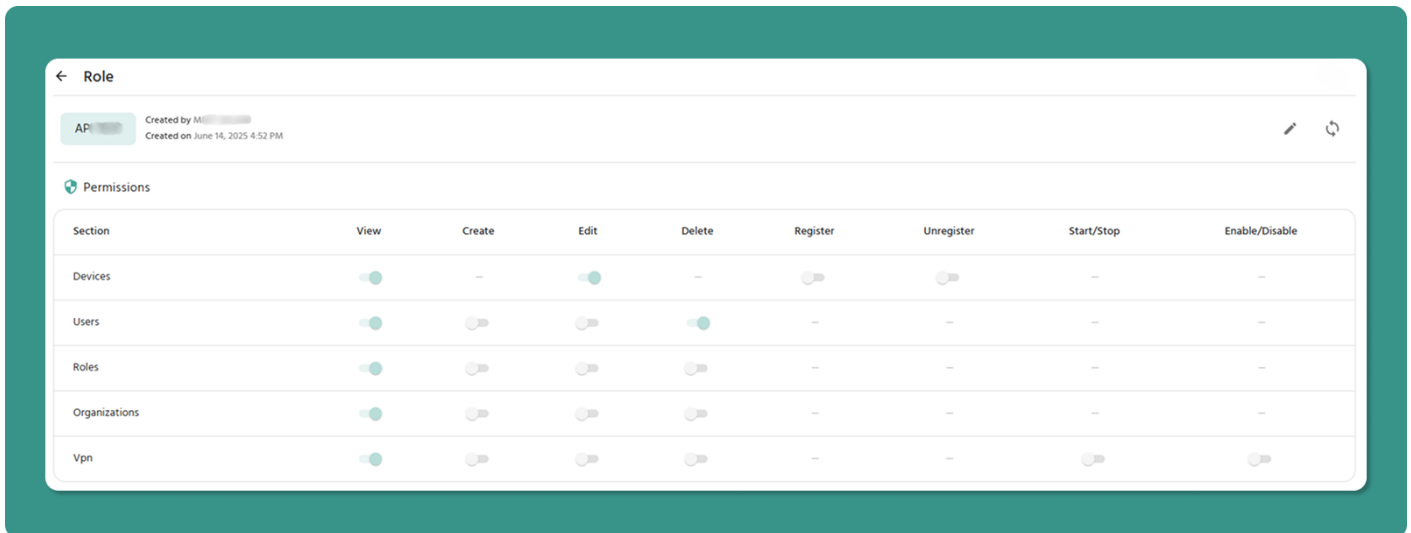 Role
AP
Created by M
Created on June 14, 2025 4:52 PM
Permissions
Section View Create Edit Delete Register Unregister Start/Stop Enable/Disable
Devices – – – –
Users – – – –
Roles – – – –
Organizations – – – –
Vpn – –